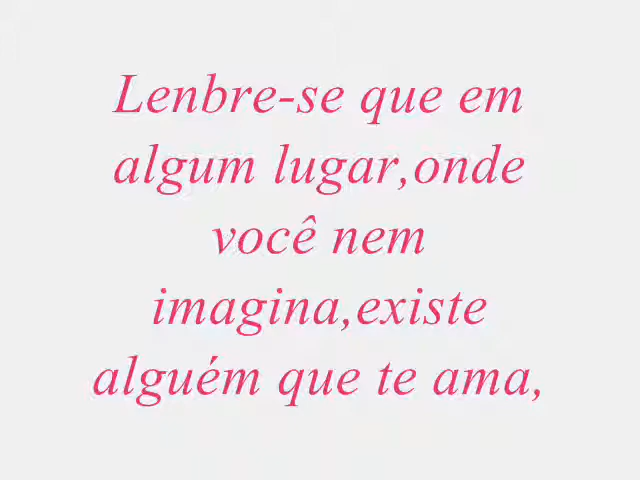 Lenbre-se que em
algum lugar,onde
você nem
imagina,existe
alguém que te ama,